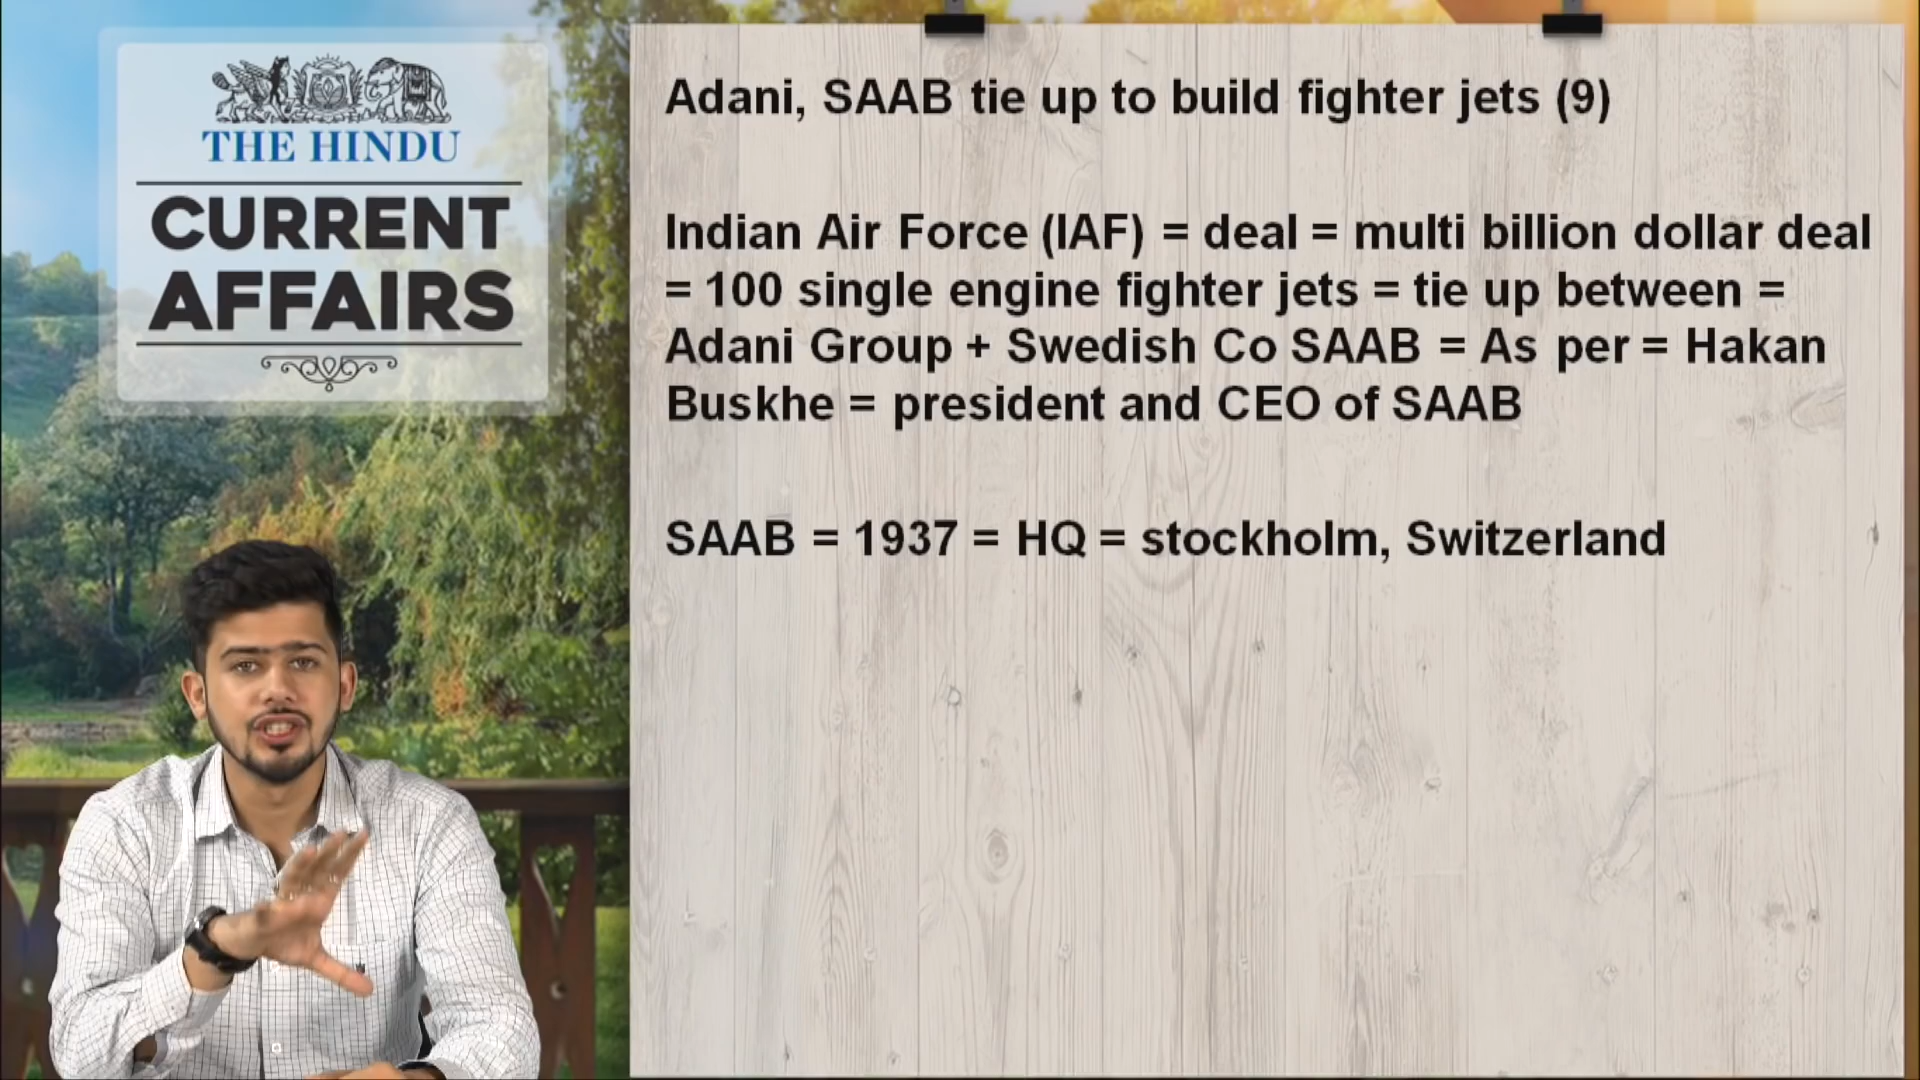 THE HINDU
CURRENT
AFFAIRS
Adani, SAAB tie up to build fighter jets (9)
Indian Air Force (IAF) = deal = multi billion dollar deal
= 100 single engine fighter jets = tie up between =
Adani Group + Swedish Co SAAB = As per = Hakan
Buskhe = president and CEO of SAAB
SAAB = 1937 = HQ = stockholm, Switzerland